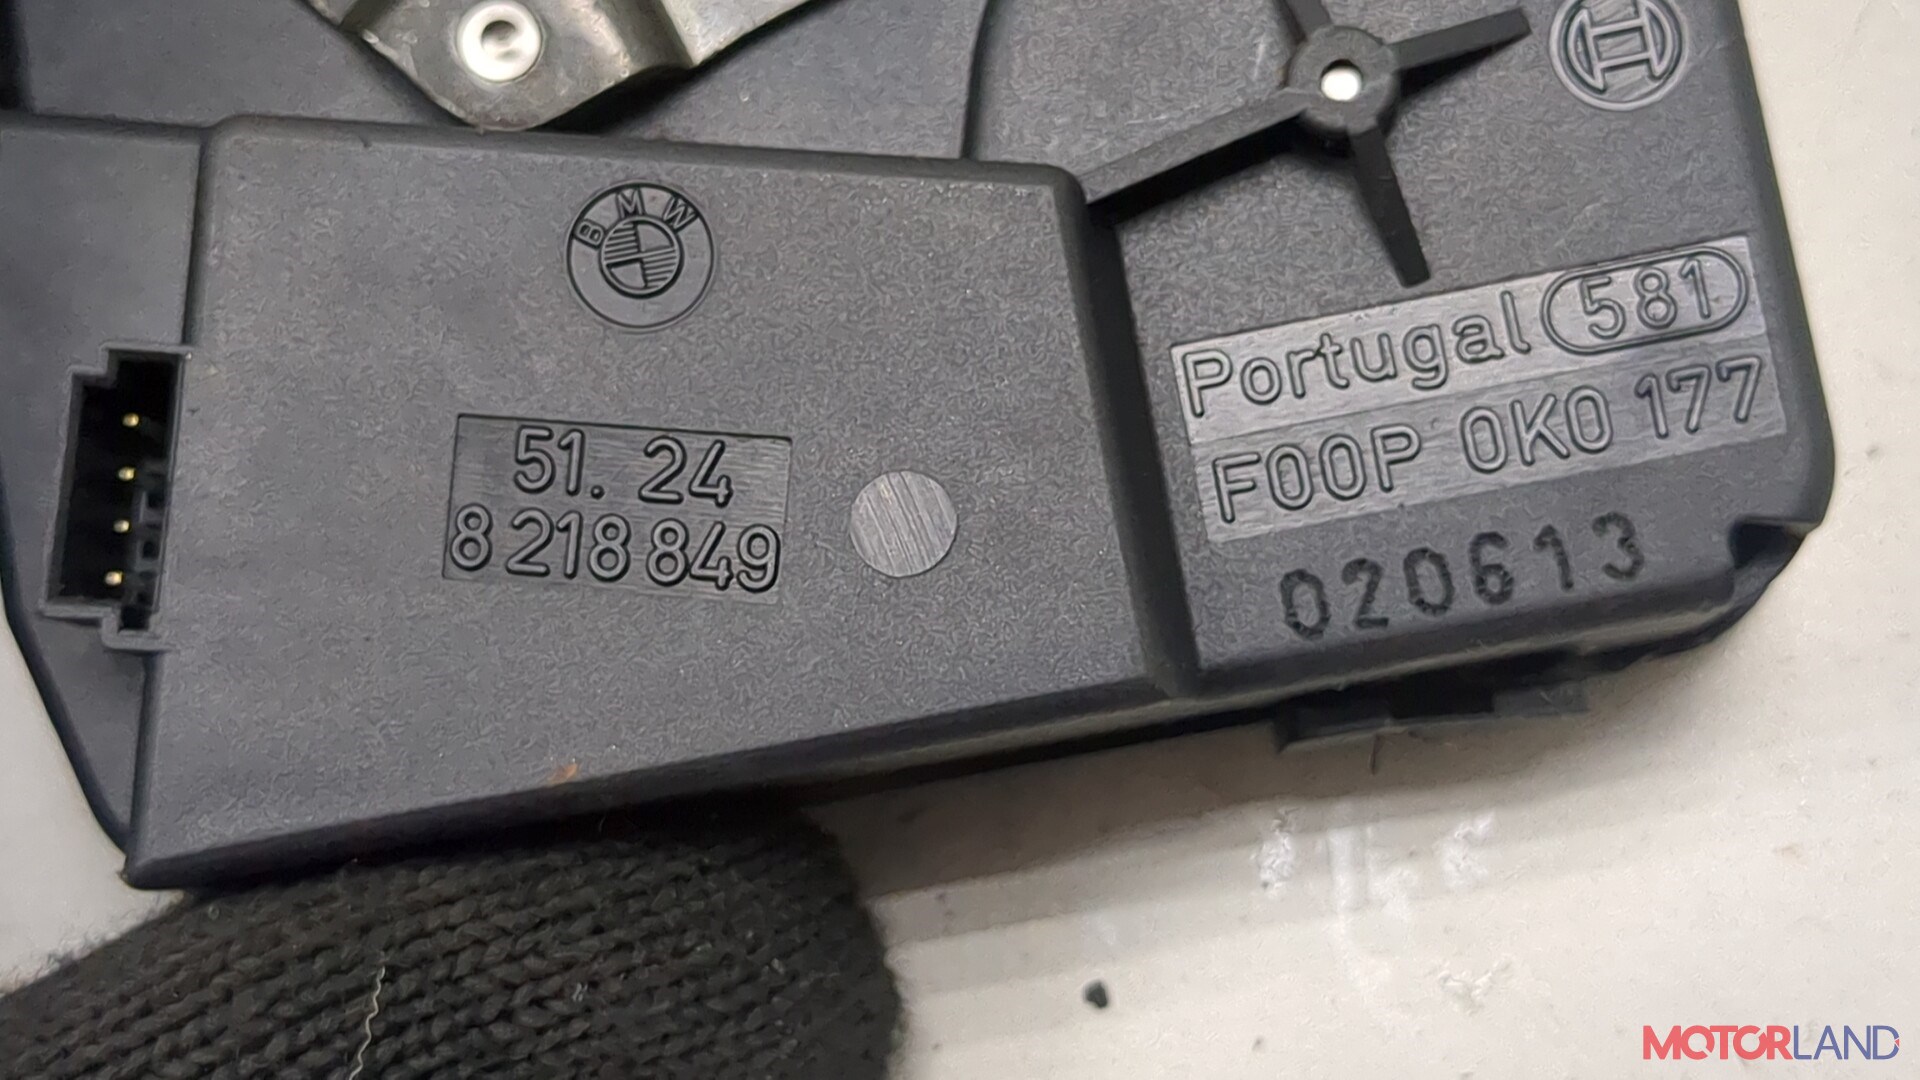 BMW
51. 24
8 218 849
Portugal 581
F00P 0K0 177
020613
MOTORLAND